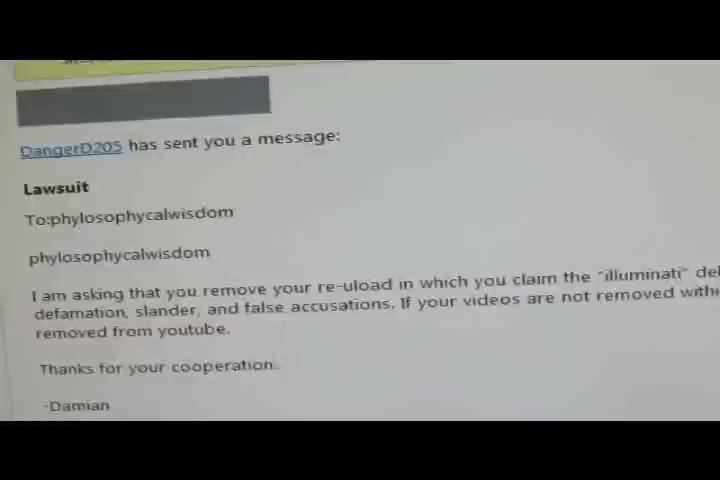 DangerD205 has sent you a message:
Lawsuit
To:phylosophycalwisdom
phylosophycalwisdom
I am asking that you remove your re-uload in which you claim the "illuminati"
defamation, slander, and false accusations. If your videos are not removed
removed from youtube.
Thanks for your cooperation.
-Damian